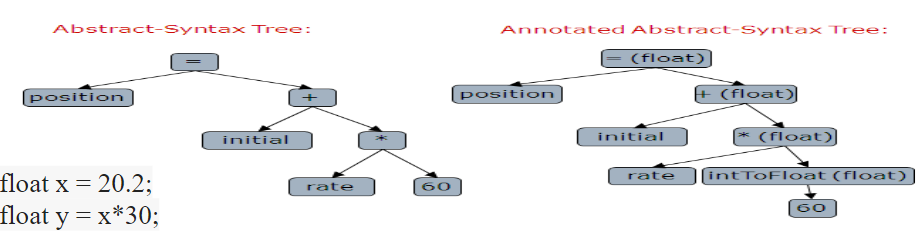 Abstract-Syntax Tree:
=
position
+
initial
*
rate
60
float x = 20.2;
float y = x*30;
Annotated Abstract-Syntax Tree:
= (float)
position
+ (float)
initial
* (float)
rate
intToFloat (float)
60